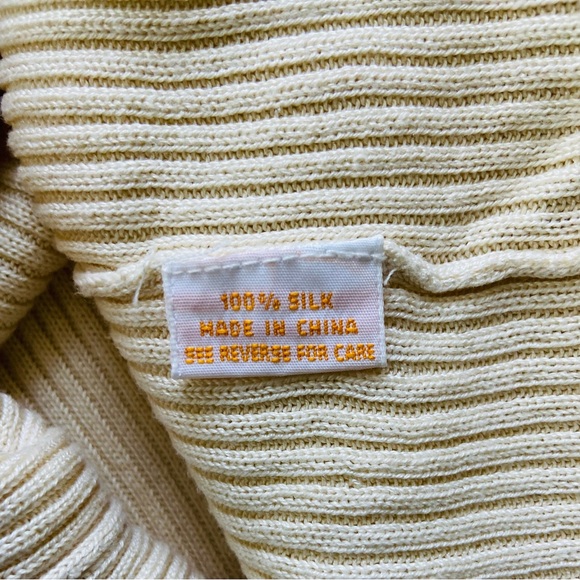 100% SILK
MADE IN CHINA
SEE REVERSE FOR CARE